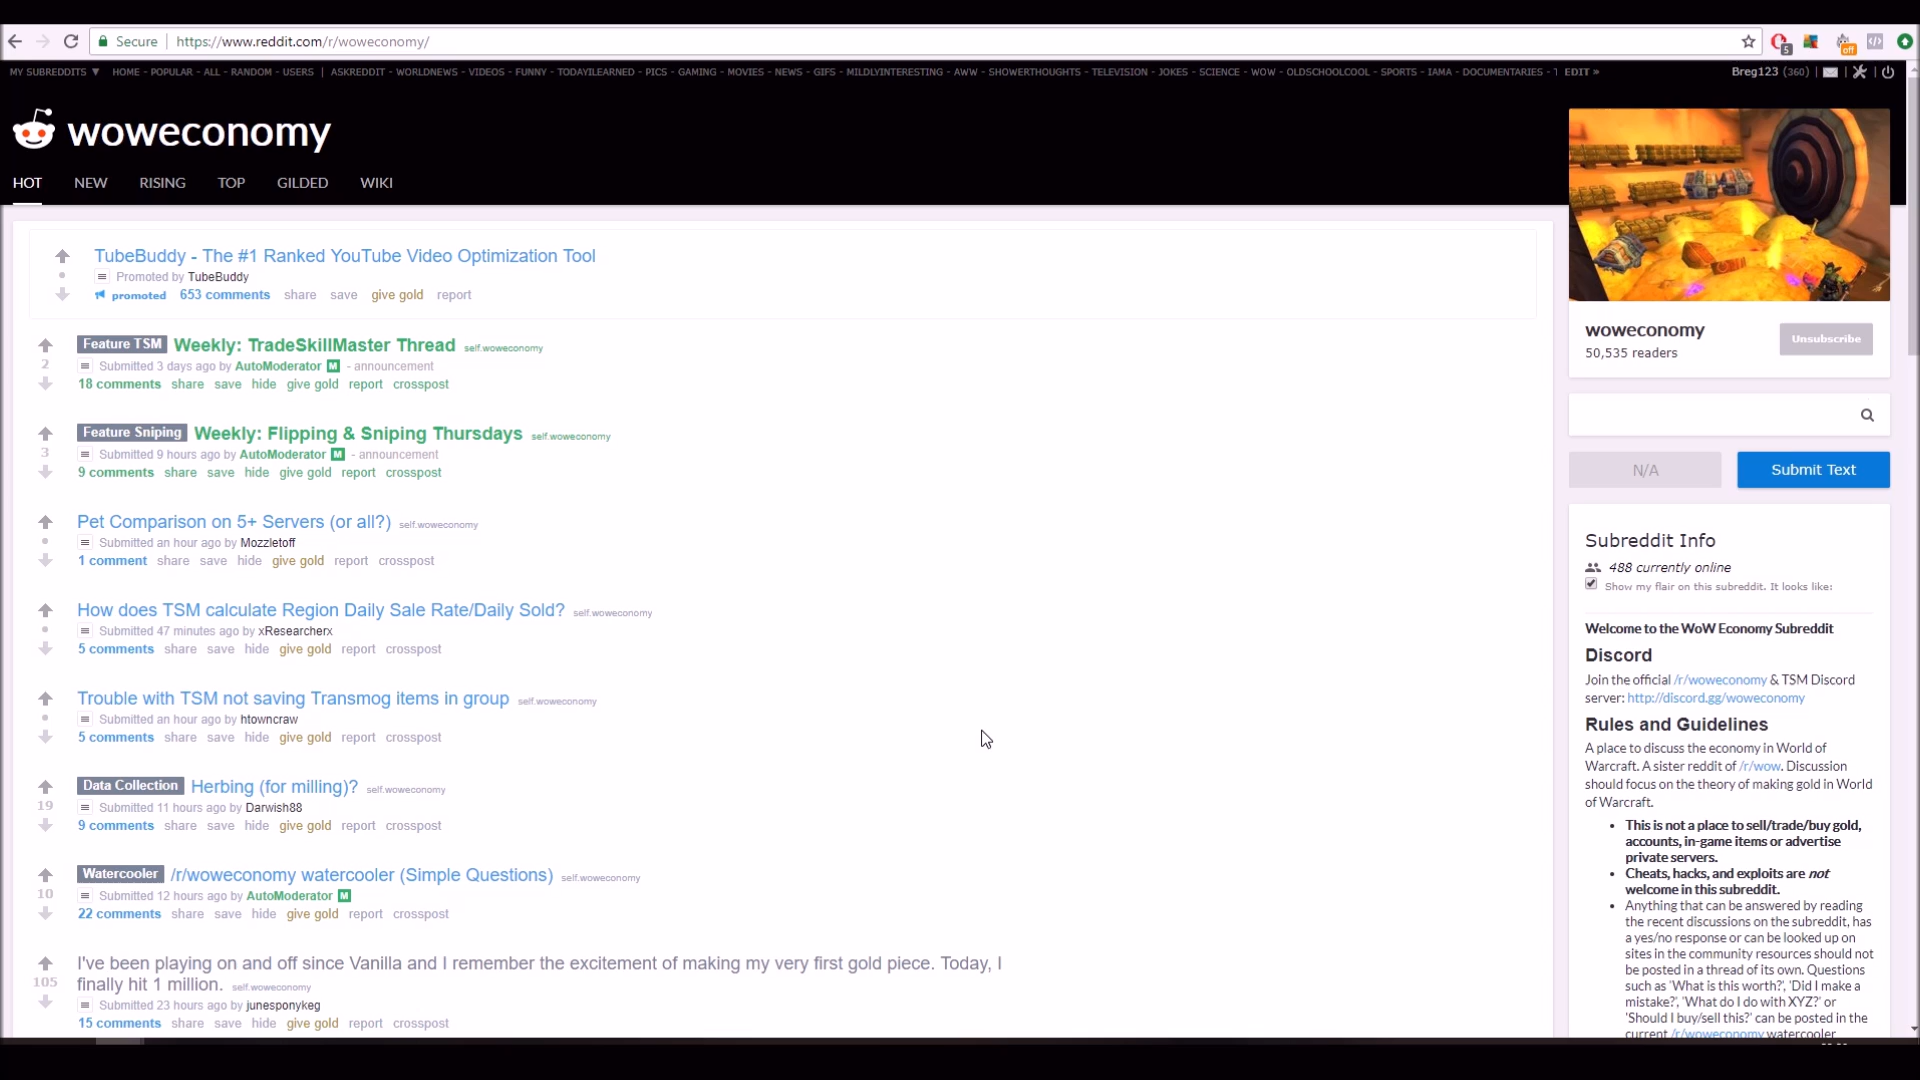 Secure https://www.reddit.com/r/woweconomy/
5
off
MY SUBREDDITS ▼ HOME - POPULAR - ALL - RANDOM - USERS | ASKREDDIT - WORLDNEWS - VIDEOS - FUNNY - TODAYILEARNED - PICS - GAMING - MOVIES - NEWS - GIFS - MILDLYINTERESTING - AWW - SHOWERTHOUGHTS - TELEVISION - JOKES - SCIENCE - WOW - OLDSCHOOLCOOL - SPORTS - IAMA - DOCUMENTARIES - EDIT »
Breg123 (360) | | |
woweconomy
HOT NEW RISING TOP GILDED WIKI
TubeBuddy - The #1 Ranked YouTube Video Optimization Tool
Promoted by TubeBuddy
promoted 653 comments share save give gold report
Feature TSM Weekly: TradeSkillMaster Thread self.woweconomy
2 Submitted 3 days ago by AutoModerator M - announcement
18 comments share save hide give gold report crosspost
Feature Sniping Weekly: Flipping & Sniping Thursdays self.woweconomy
3 Submitted 9 hours ago by AutoModerator M - announcement
9 comments share save hide give gold report crosspost
Pet Comparison on 5+ Servers (or all?) self.woweconomy
Submitted an hour ago by Mozzletoff
1 comment share save hide give gold report crosspost
How does TSM calculate Region Daily Sale Rate/Daily Sold? self.woweconomy
Submitted 47 minutes ago by xResearcherx
5 comments share save hide give gold report crosspost
Trouble with TSM not saving Transmog items in group self.woweconomy
Submitted an hour ago by htowncraw
5 comments share save hide give gold report crosspost
Data Collection Herbing (for milling)? self.woweconomy
19 Submitted 11 hours ago by Darwish88
9 comments share save hide give gold report crosspost
Watercooler /r/woweconomy watercooler (Simple Questions) self.woweconomy
10 Submitted 12 hours ago by AutoModerator M
22 comments share save hide give gold report crosspost
I've been playing on and off since Vanilla and I remember the excitement of making my very first gold piece. Today, I
105 finally hit 1 million. self.woweconomy
Submitted 23 hours ago by junesponykeg
15 comments share save hide give gold report crosspost
woweconomy
50,535 readers
Unsubscribe
N/A
Submit Text
Subreddit Info
488 currently online
Show my flair on this subreddit. It looks like:
Welcome to the WoW Economy Subreddit
Discord
Join the official /r/woweconomy & TSM Discord
server: http://discord.gg/woweconomy
Rules and Guidelines
A place to discuss the economy in World of
Warcraft. A sister reddit of /r/wow. Discussion
should focus on the theory of making gold in World
of Warcraft.
• This is not a place to sell/trade/buy gold,
accounts, in-game items or advertise
private servers.
• Cheats, hacks, and exploits are not
welcome in this subreddit.
• Anything that can be answered by reading
the recent discussions on the subreddit, has
a yes/no response or can be looked up on
sites in the community resources should not
be posted in a thread of its own. Questions
such as 'What is this worth?', 'Did I make a
mistake?', 'What do I do with XYZ?' or
'Should I buy/sell this?' can be posted in the
current /r/woweconomy watercooler